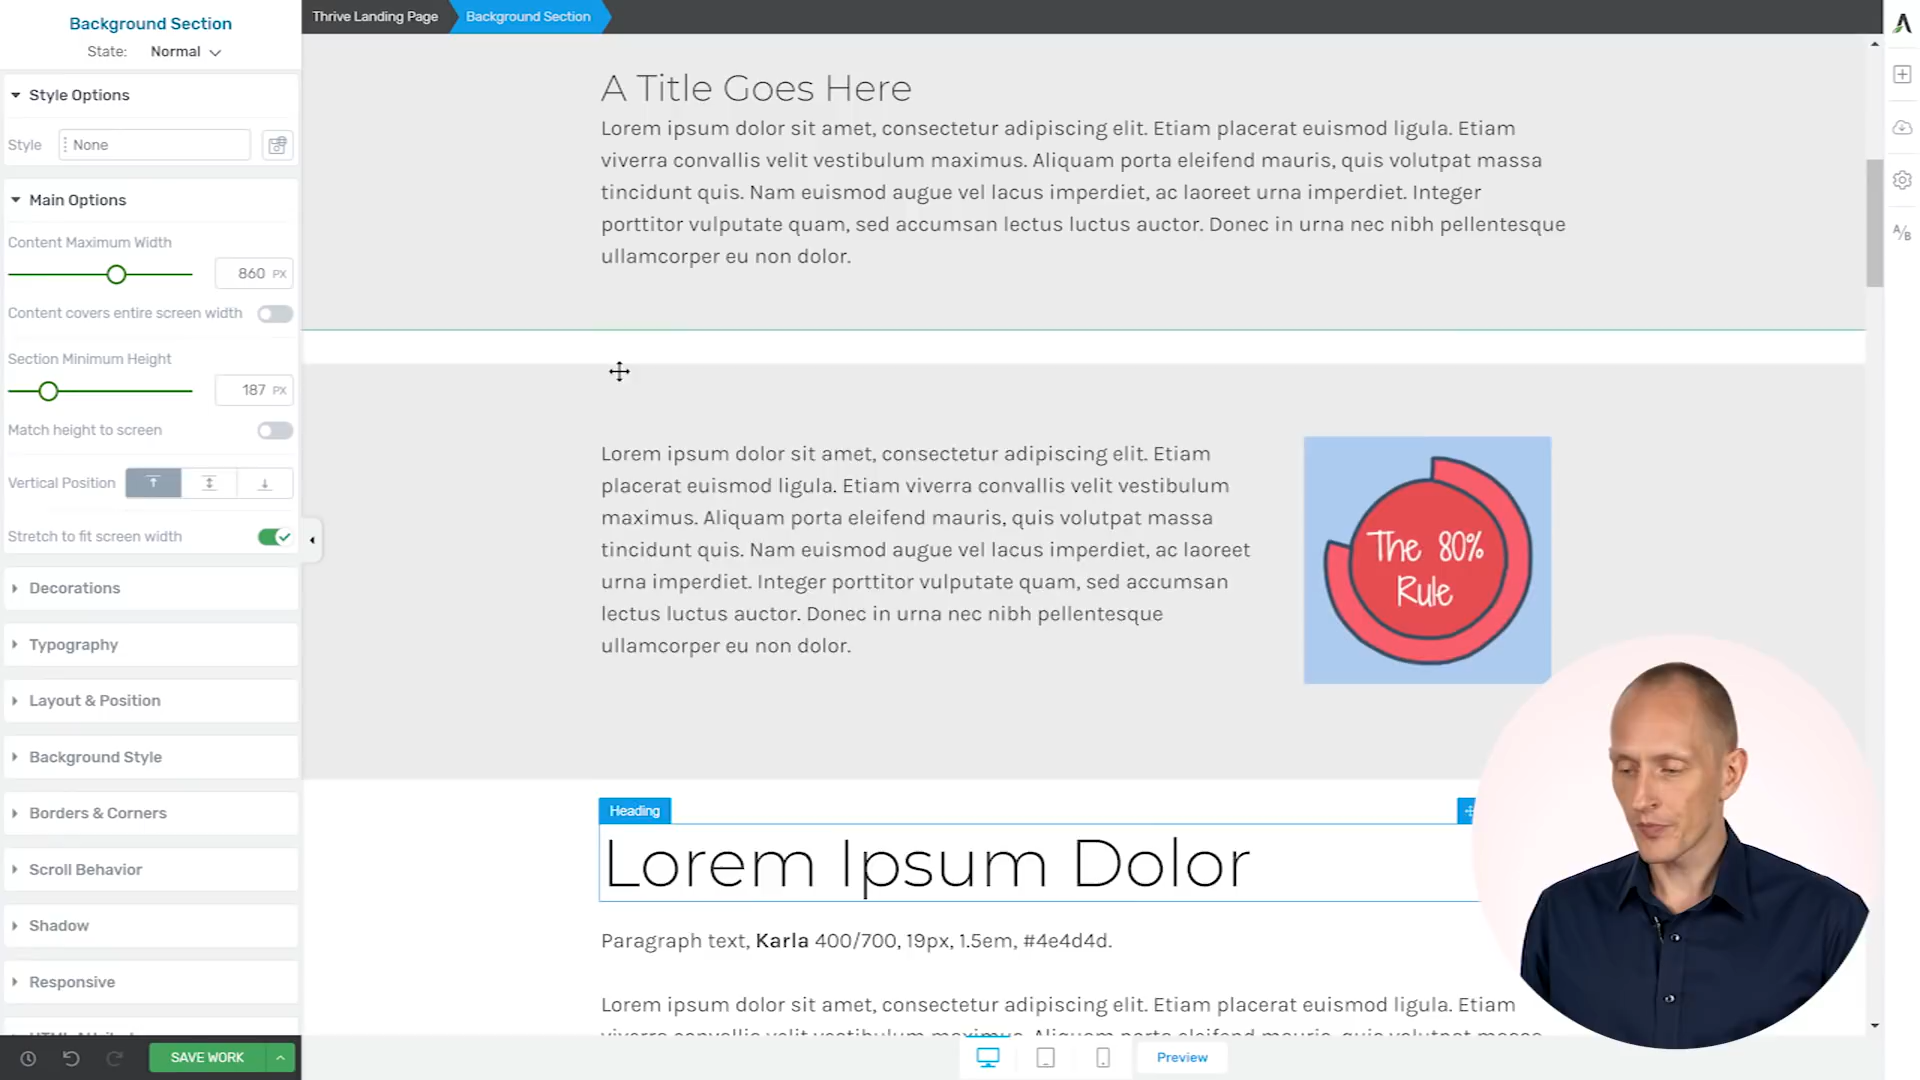 Background Section
State: Normal
Style Options
Style None
Main Options
Content Maximum Width
860 PX
Content covers entire screen width
Section Minimum Height
187 PX
Match height to screen
Vertical Position
Stretch to fit screen width
Decorations
Typography
Layout & Position
Background Style
Borders & Corners
Scroll Behavior
Shadow
Responsive
SAVE WORK
Thrive Landing Page
Background Section
A Title Goes Here
Lorem ipsum dolor sit amet, consectetur adipiscing elit. Etiam placerat euismod ligula. Etiam
viverra convallis velit vestibulum maximus. Aliquam porta eleifend mauris, quis volutpat massa
tincidunt quis. Nam euismod augue vel lacus imperdiet, ac laoreet urna imperdiet. Integer
porttitor vulputate quam, sed accumsan lectus luctus auctor. Donec in urna nec nibh pellentesque
ullamcorper eu non dolor.
Lorem ipsum dolor sit amet, consectetur adipiscing elit. Etiam
placerat euismod ligula. Etiam viverra convallis velit vestibulum
maximus. Aliquam porta eleifend mauris, quis volutpat massa
tincidunt quis. Nam euismod augue vel lacus imperdiet, ac laoreet
urna imperdiet. Integer porttitor vulputate quam, sed accumsan
lectus luctus auctor. Donec in urna nec nibh pellentesque
ullamcorper eu non dolor.
The 80%
Rule
Heading
Lorem Ipsum Dolor
Paragraph text, Karla 400/700, 19px, 1.5em, #4e4d4d.
Lorem ipsum dolor sit amet, consectetur adipiscing elit. Etiam placerat euismod ligula. Etiam
Preview
A/B